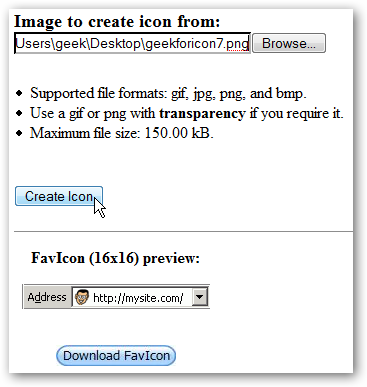 Image to create icon from:
Users\geek\Desktop\geekforicon7.png Browse...
• Supported file formats: gif, jpg, png, and bmp.
• Use a gif or png with transparency if you require it.
• Maximum file size: 150.00 kB.
Create Icon
FavIcon (16x16) preview:
Address http://mysite.com/
Download FavIcon